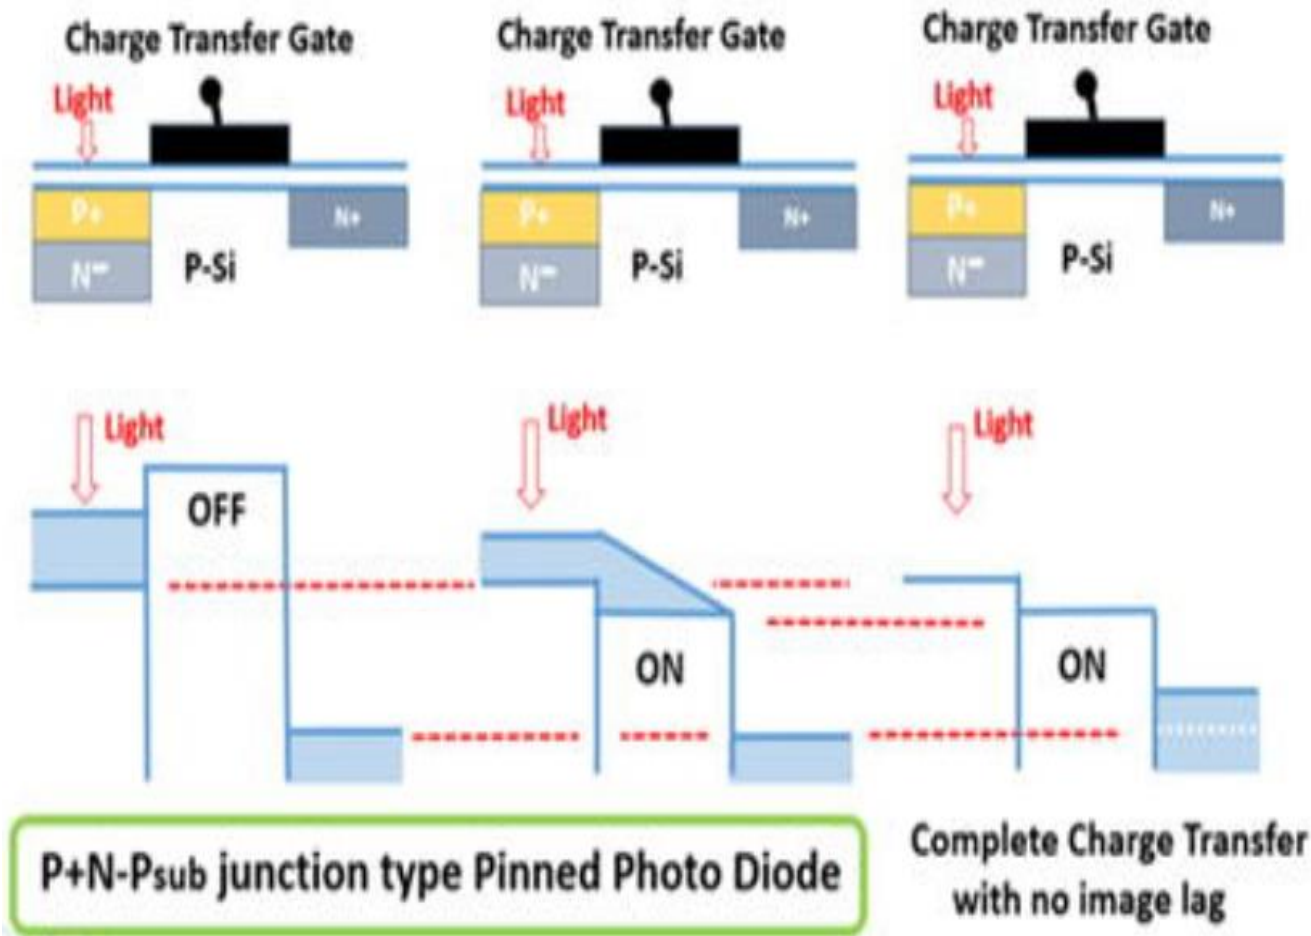 Charge Transfer Gate
Charge Transfer Gate
Charge Transfer Gate
Light
Light
Light
P+
N+
P+
N+
P+
N+
N-
P-Si
N-
P-Si
N-
P-Si
Light
Light
Light
OFF
ON
ON
P+N-Psub junction type Pinned Photo Diode
Complete Charge Transfer
with no image lag